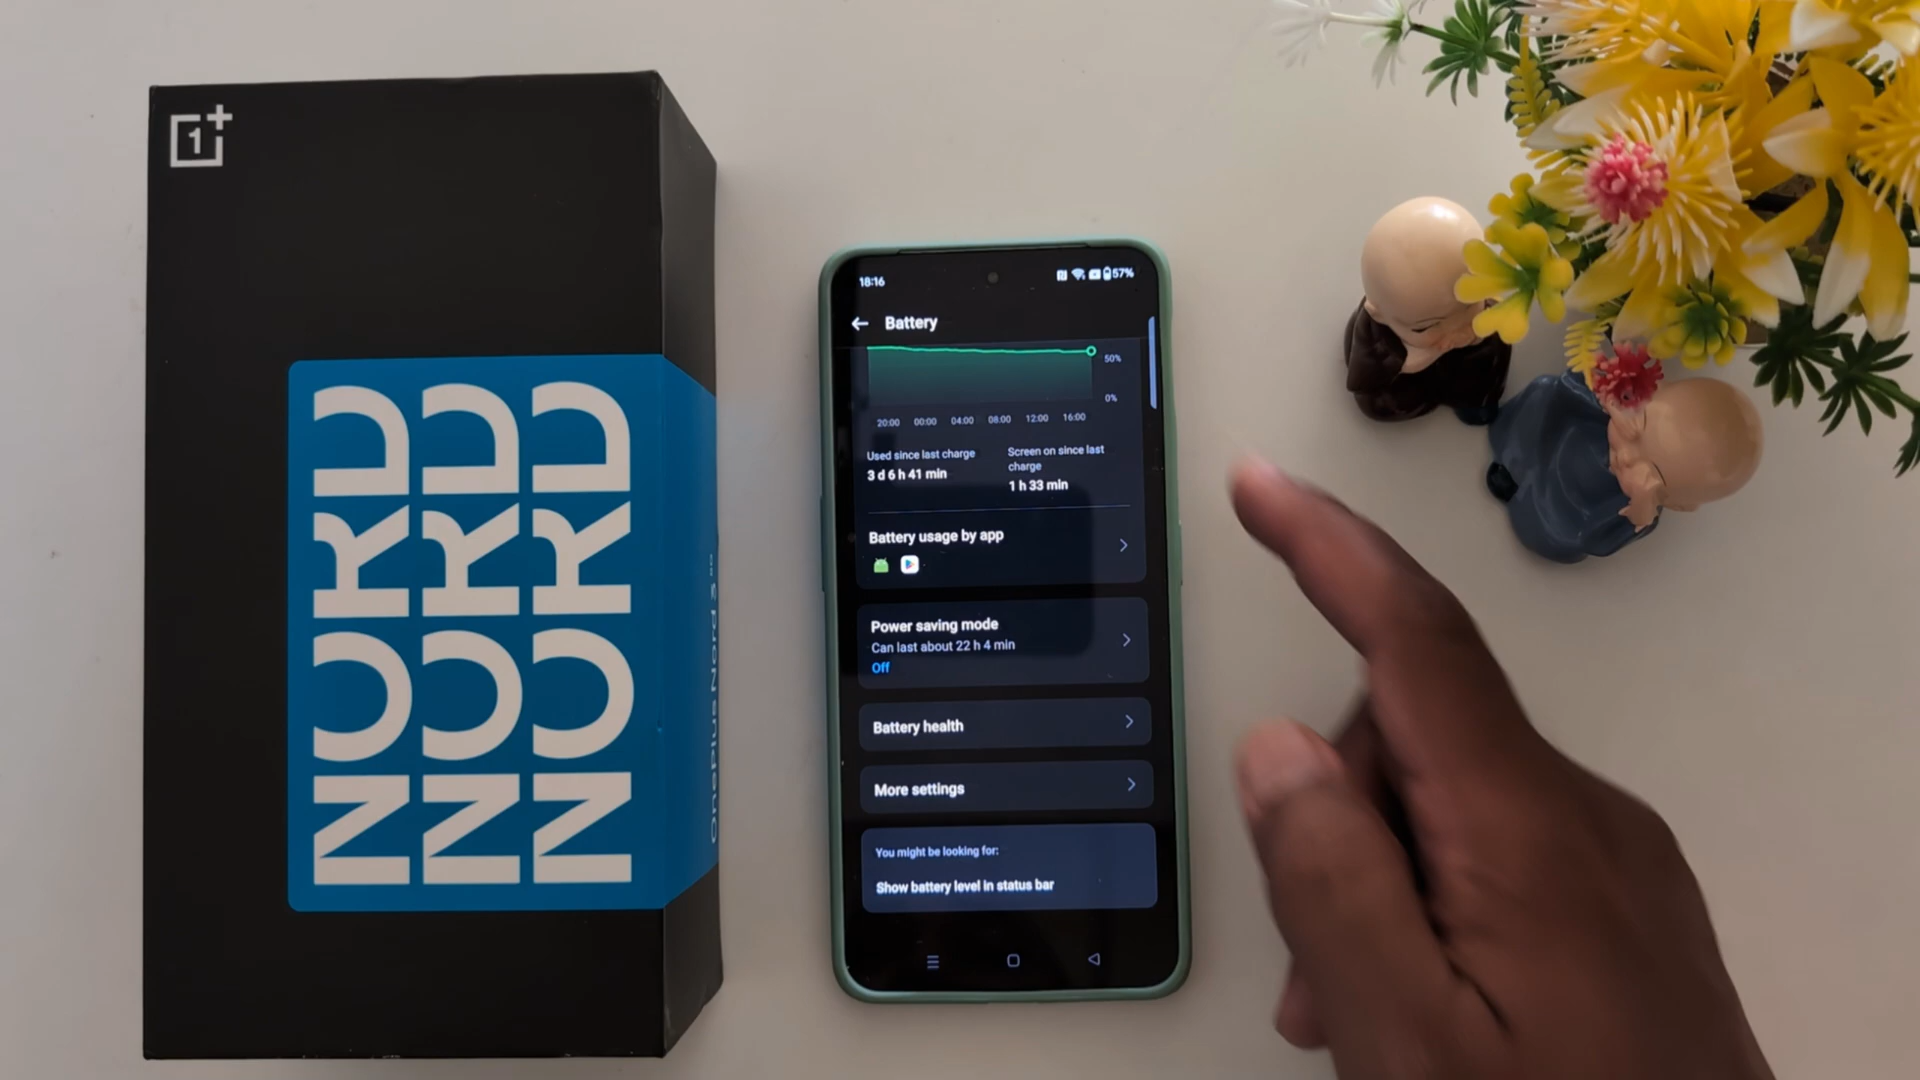 1+
NORD
NORD
NORD
OnePlus Nord 3 5G
18:16
57%
Battery
50%
0%
20:00 00:00 04:00 08:00 12:00 16:00
Used since last charge
3 d 6 h 41 min
Screen on since last
charge
1 h 33 min
Battery usage by app
Power saving mode
Can last about 22 h 4 min
Off
Battery health
More settings
You might be looking for:
Show battery level in status bar